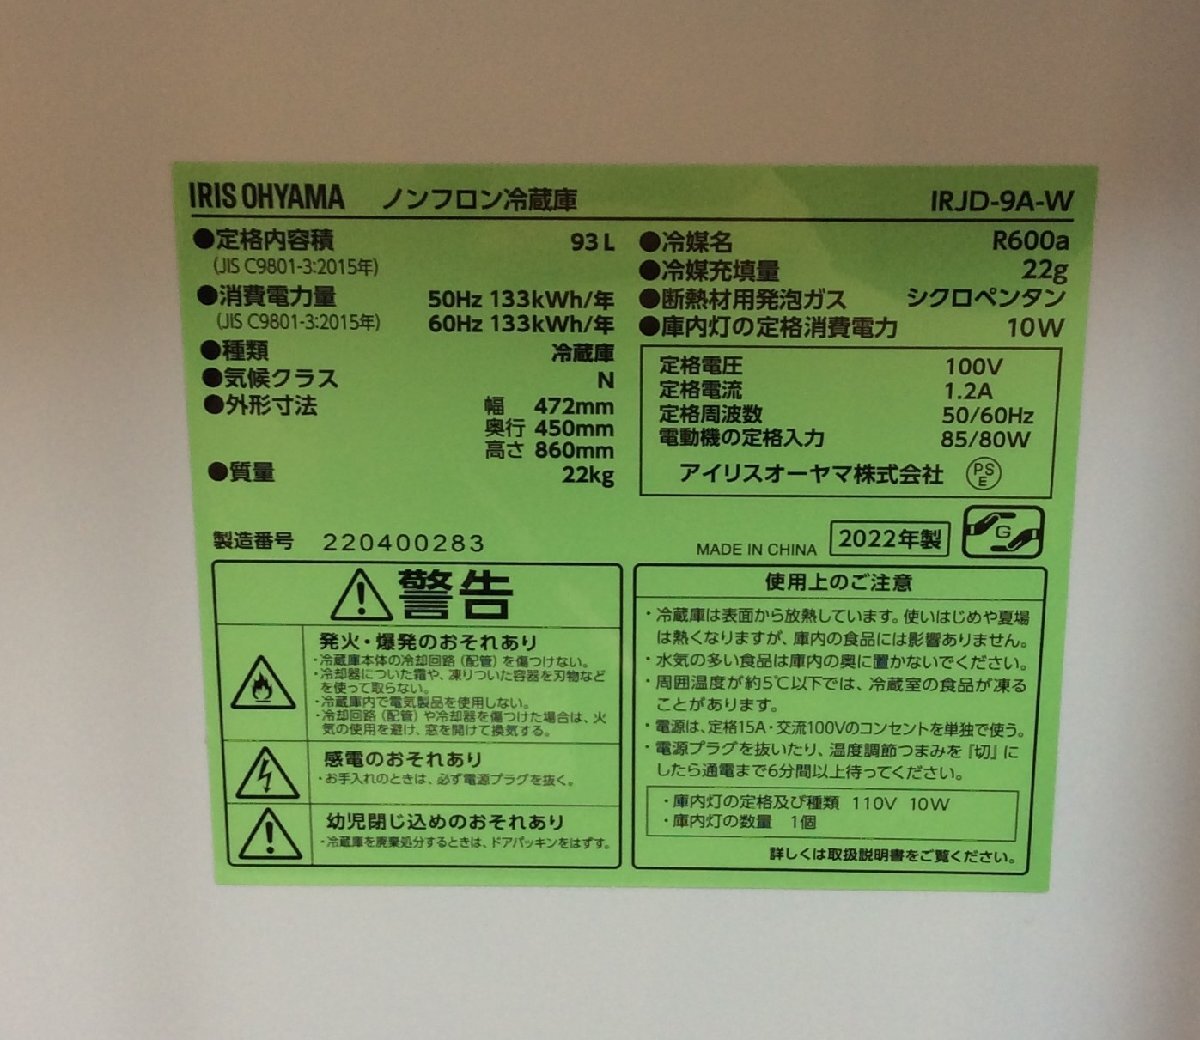 IRIS OHYAMA ノンフロン冷蔵庫 IRJD-9A-W
●定格内容積 93L
(JIS C9801-3:2015年)
●消費電力量 50Hz 133kWh/年
(JIS C9801-3:2015年) 60Hz 133kWh/年
●種類 冷蔵庫
●気候クラス N
●外形寸法 幅 472mm
奥行 450mm
高さ 860mm
●質量 22kg
●冷媒名 R600a
●冷媒充填量 22g
●断熱材用発泡ガス シクロペンタン
●庫内灯の定格消費電力 10W
定格電圧 100V
定格電流 1.2A
定格周波数 50/60Hz
電動機の定格入力 85/80W
アイリスオーヤマ株式会社 PSE
製造番号 220400283
MADE IN CHINA 2022年製 G
警告
発火・爆発のおそれあり
・冷蔵庫本体の冷却回路(配管)を傷つけない。
・冷却器についた霜や、凍りついた容器を刃物など
を使って取らない。
・冷蔵庫内で電気製品を使用しない。
・冷却回路(配管)や冷却器を傷つけた場合は、火
気の使用を避け、窓を開けて換気する。
感電のおそれあり
・お手入れのときは、必ず電源プラグを抜く。
幼児閉じ込めのおそれあり
・冷蔵庫を廃棄処分するときは、ドアパッキンをはずす。
使用上のご注意
・冷蔵庫は表面から放熱しています。使いはじめや夏場
は熱くなりますが、庫内の食品には影響ありません。
・水気の多い食品は庫内の奥に置かないでください。
・周囲温度が約5℃以下では、冷蔵室の食品が凍る
ことがあります。
・電源は、定格15A・交流100Vのコンセントを単独で使う。
・電源プラグを抜いたり、温度調節つまみを「切」に
したら通電まで6分間以上待ってください。
・庫内灯の定格及び種類 110V 10W
・庫内灯の数量 1個
詳しくは取扱説明書をご覧ください。